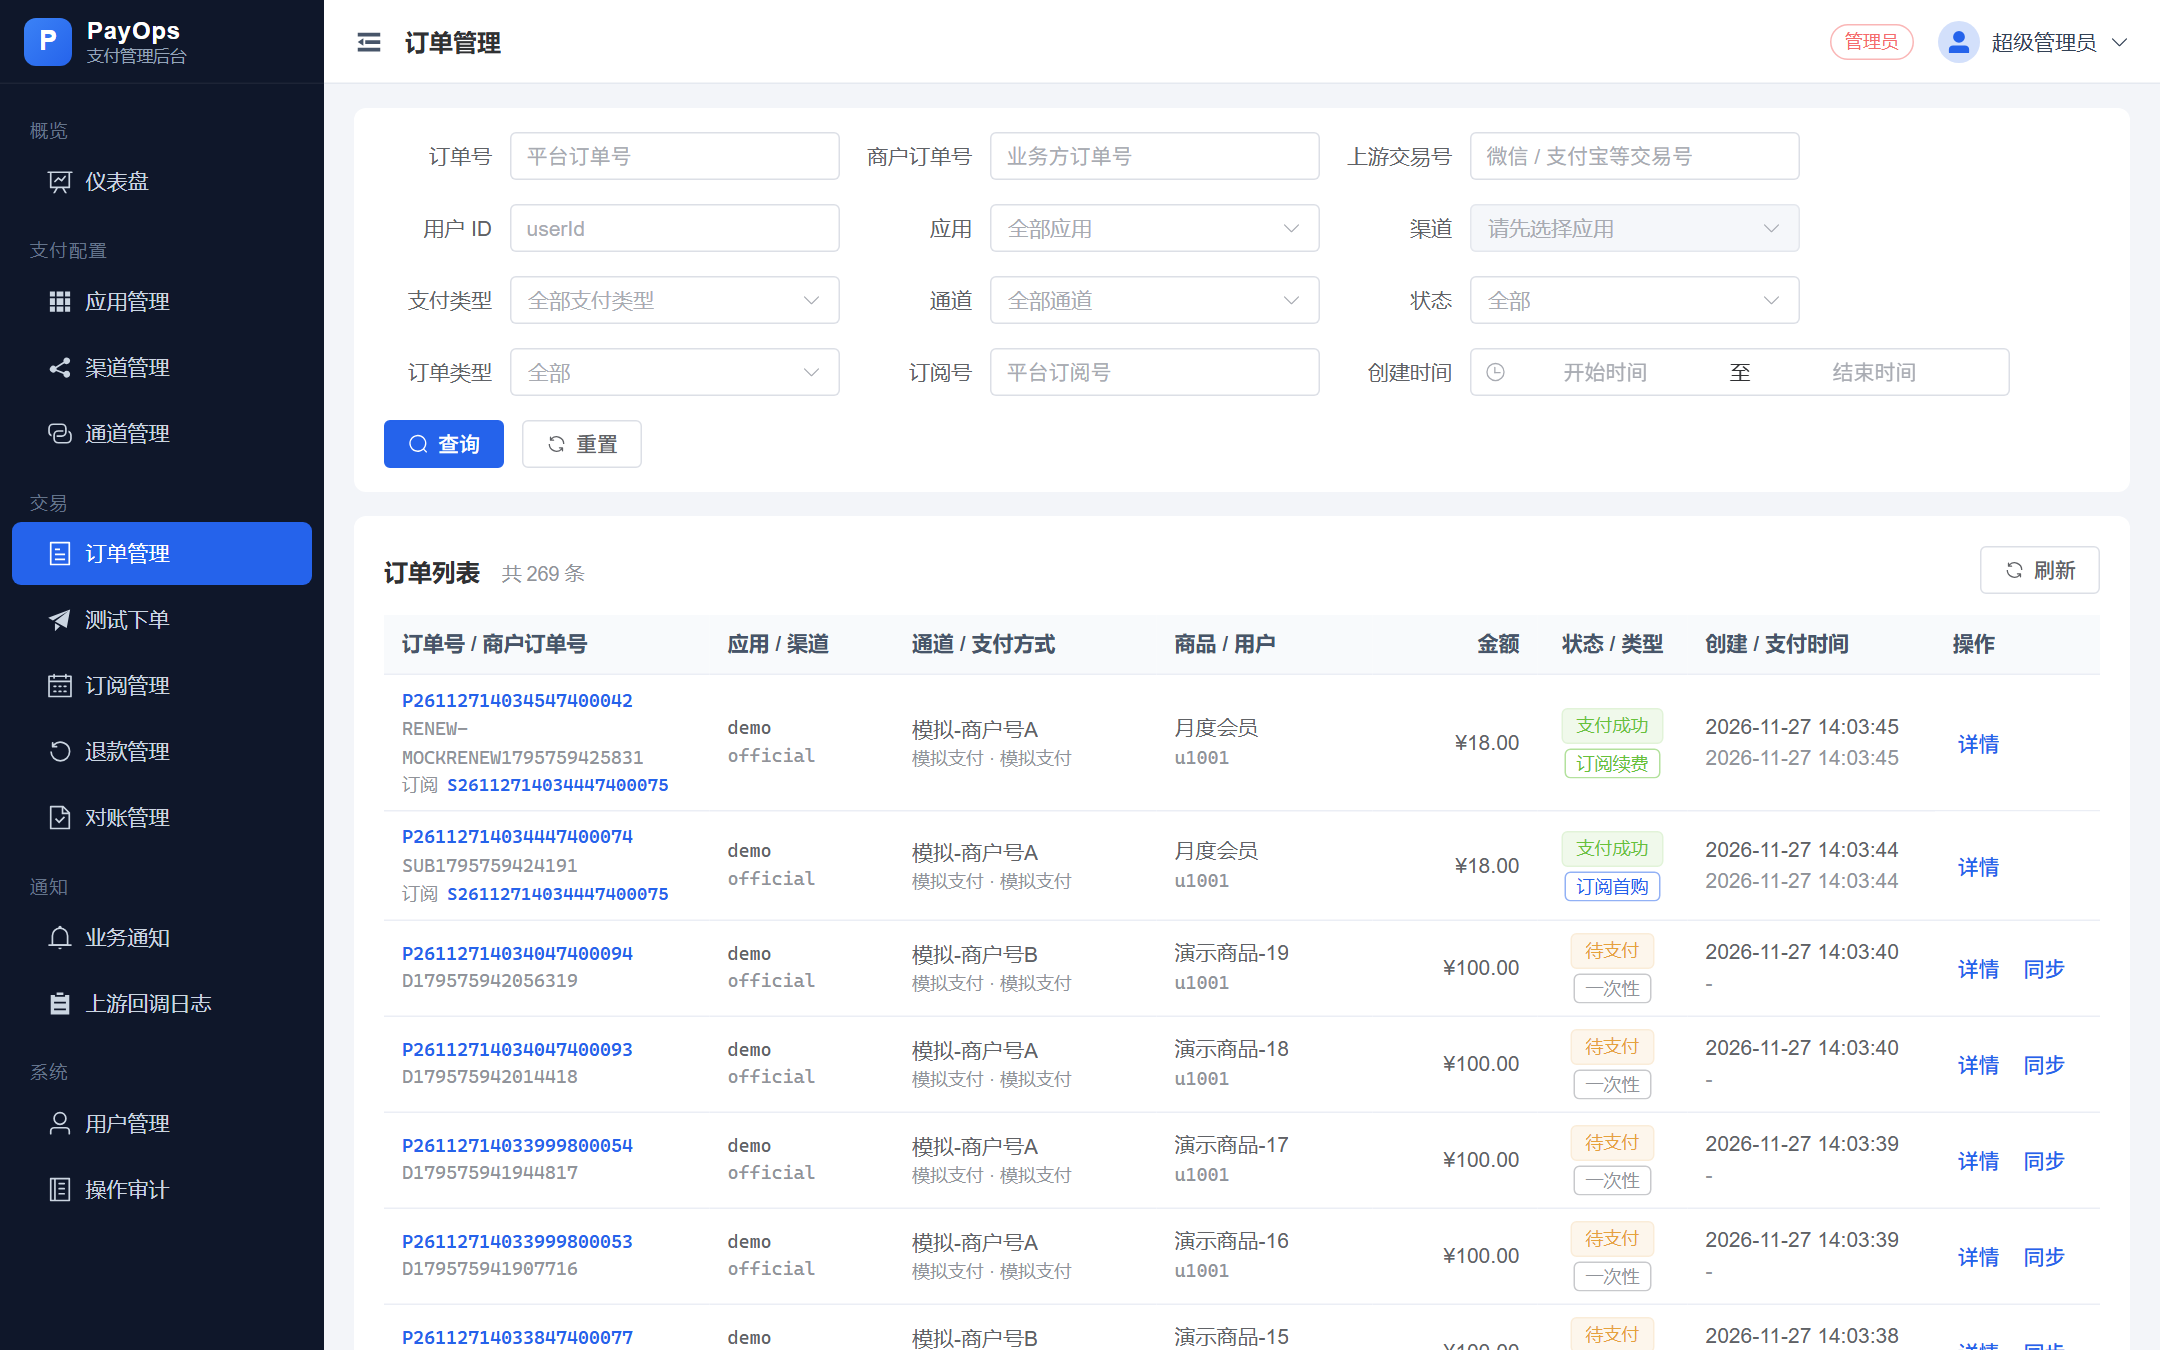 P
PayOps
支付管理后台
概览
仪表盘
支付配置
应用管理
渠道管理
通道管理
交易
订单管理
测试下单
订阅管理
退款管理
对账管理
通知
业务通知
上游回调日志
系统
用户管理
操作审计
订单管理
管理员
超级管理员
订单号 平台订单号 商户订单号 业务方订单号 上游交易号 微信 / 支付宝等交易号
用户 ID userId 应用 全部应用 渠道 请先选择应用
支付类型 全部支付类型 通道 全部通道 状态 全部
订单类型 全部 订阅号 平台订阅号 创建时间 开始时间 至 结束时间
查询 重置
订单列表 共 269 条 刷新
订单号 / 商户订单号 应用 / 渠道 通道 / 支付方式 商品 / 用户 金额 状态 / 类型 创建 / 支付时间 操作
P26112714034547400042
RENEW-
MOCKRENEW1795759425831
订阅 S26112714034447400075
demo
official
模拟-商户号A
模拟支付 · 模拟支付
月度会员
u1001
¥18.00
支付成功
订阅续费
2026-11-27 14:03:45
2026-11-27 14:03:45
详情
P26112714034447400074
SUB1795759424191
订阅 S26112714034447400075
demo
official
模拟-商户号A
模拟支付 · 模拟支付
月度会员
u1001
¥18.00
支付成功
订阅首购
2026-11-27 14:03:44
2026-11-27 14:03:44
详情
P26112714034047400094
D179575942056319
demo
official
模拟-商户号B
模拟支付 · 模拟支付
演示商品-19
u1001
¥100.00
待支付
一次性
2026-11-27 14:03:40
-
详情 同步
P26112714034047400093
D179575942014418
demo
official
模拟-商户号A
模拟支付 · 模拟支付
演示商品-18
u1001
¥100.00
待支付
一次性
2026-11-27 14:03:40
-
详情 同步
P26112714033999800054
D179575941944817
demo
official
模拟-商户号A
模拟支付 · 模拟支付
演示商品-17
u1001
¥100.00
待支付
一次性
2026-11-27 14:03:39
-
详情 同步
P26112714033999800053
D179575941907716
demo
official
模拟-商户号A
模拟支付 · 模拟支付
演示商品-16
u1001
¥100.00
待支付
一次性
2026-11-27 14:03:39
-
详情 同步
P26112714033847400077
demo
模拟-商户号B
演示商品-15
¥100.00
待支付
2026-11-27 14:03:38
详情 同步